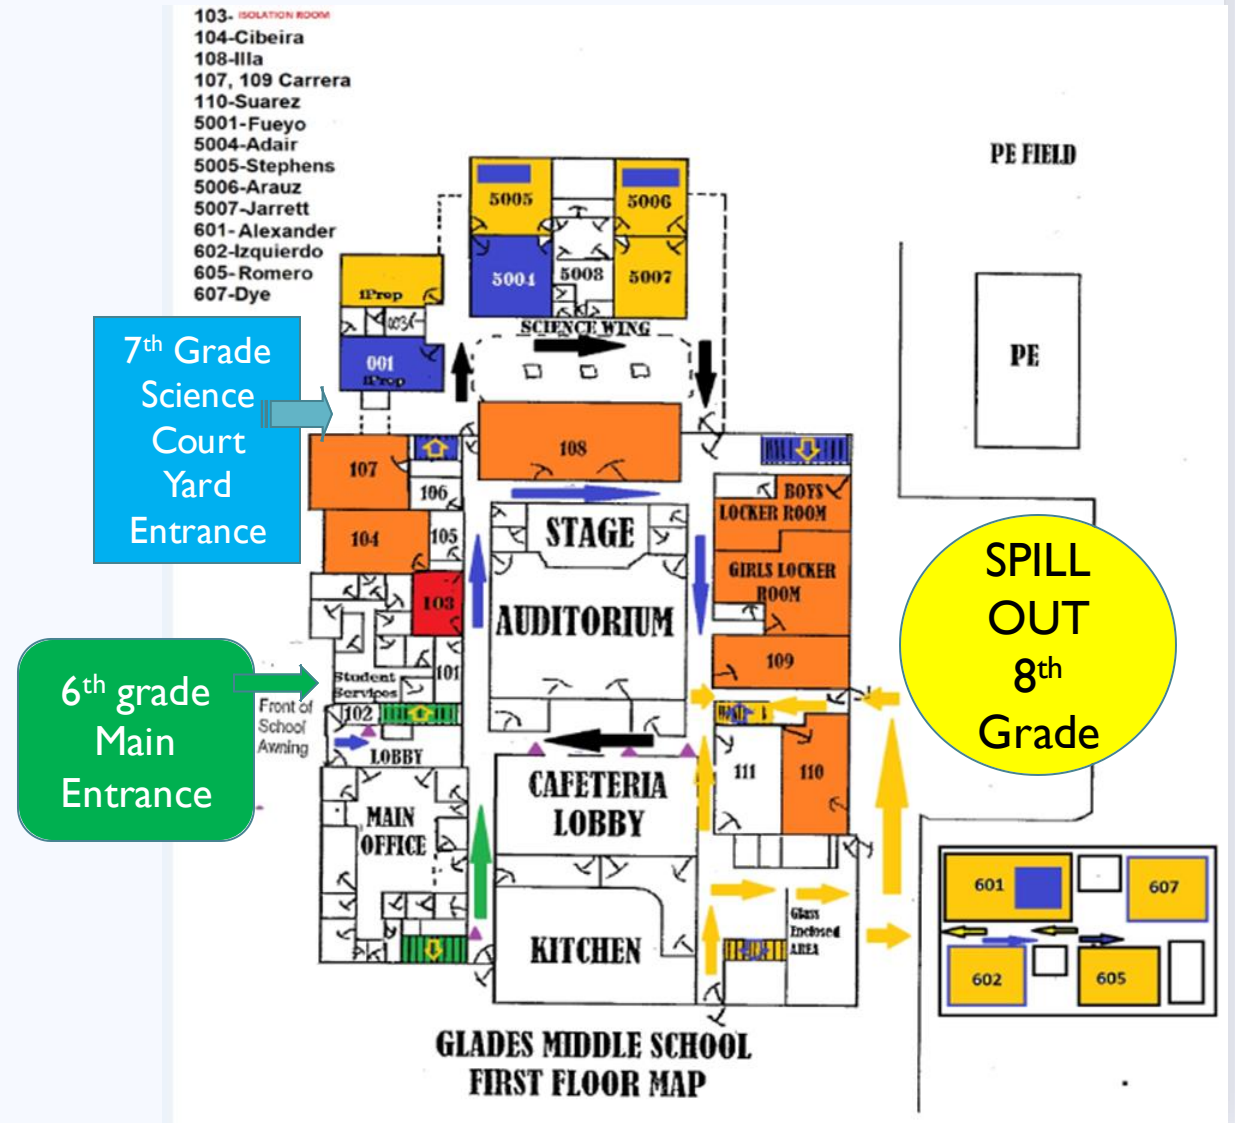 103- ISOLATION ROOM
104-Cibeira
108-Illa
107, 109 Carrera
110-Suarez
5001-Fueyo
5004-Adair
5005-Stephens
5006-Arauz
5007-Jarrett
601- Alexander
602-Izquierdo
605- Romero
607-Dye
PE FIELD
5005
5006
5004
5008
5007
iProp
003
SCIENCE WING
001
iProp
PE
7th Grade
Science
Court
Yard
Entrance
107
106
108
104
105
STAGE
BOYS
LOCKER ROOM
GIRLS LOCKER
ROOM
103
AUDITORIUM
109
101
Student
Services
102
LOBBY
6th grade
Main
Entrance
Front of
School
Awning
SPILL
OUT
8th
Grade
MAIN
OFFICE
CAFETERIA
LOBBY
111
110
KITCHEN
Glass
Enclosed
AREA
601
607
602
605
GLADES MIDDLE SCHOOL
FIRST FLOOR MAP